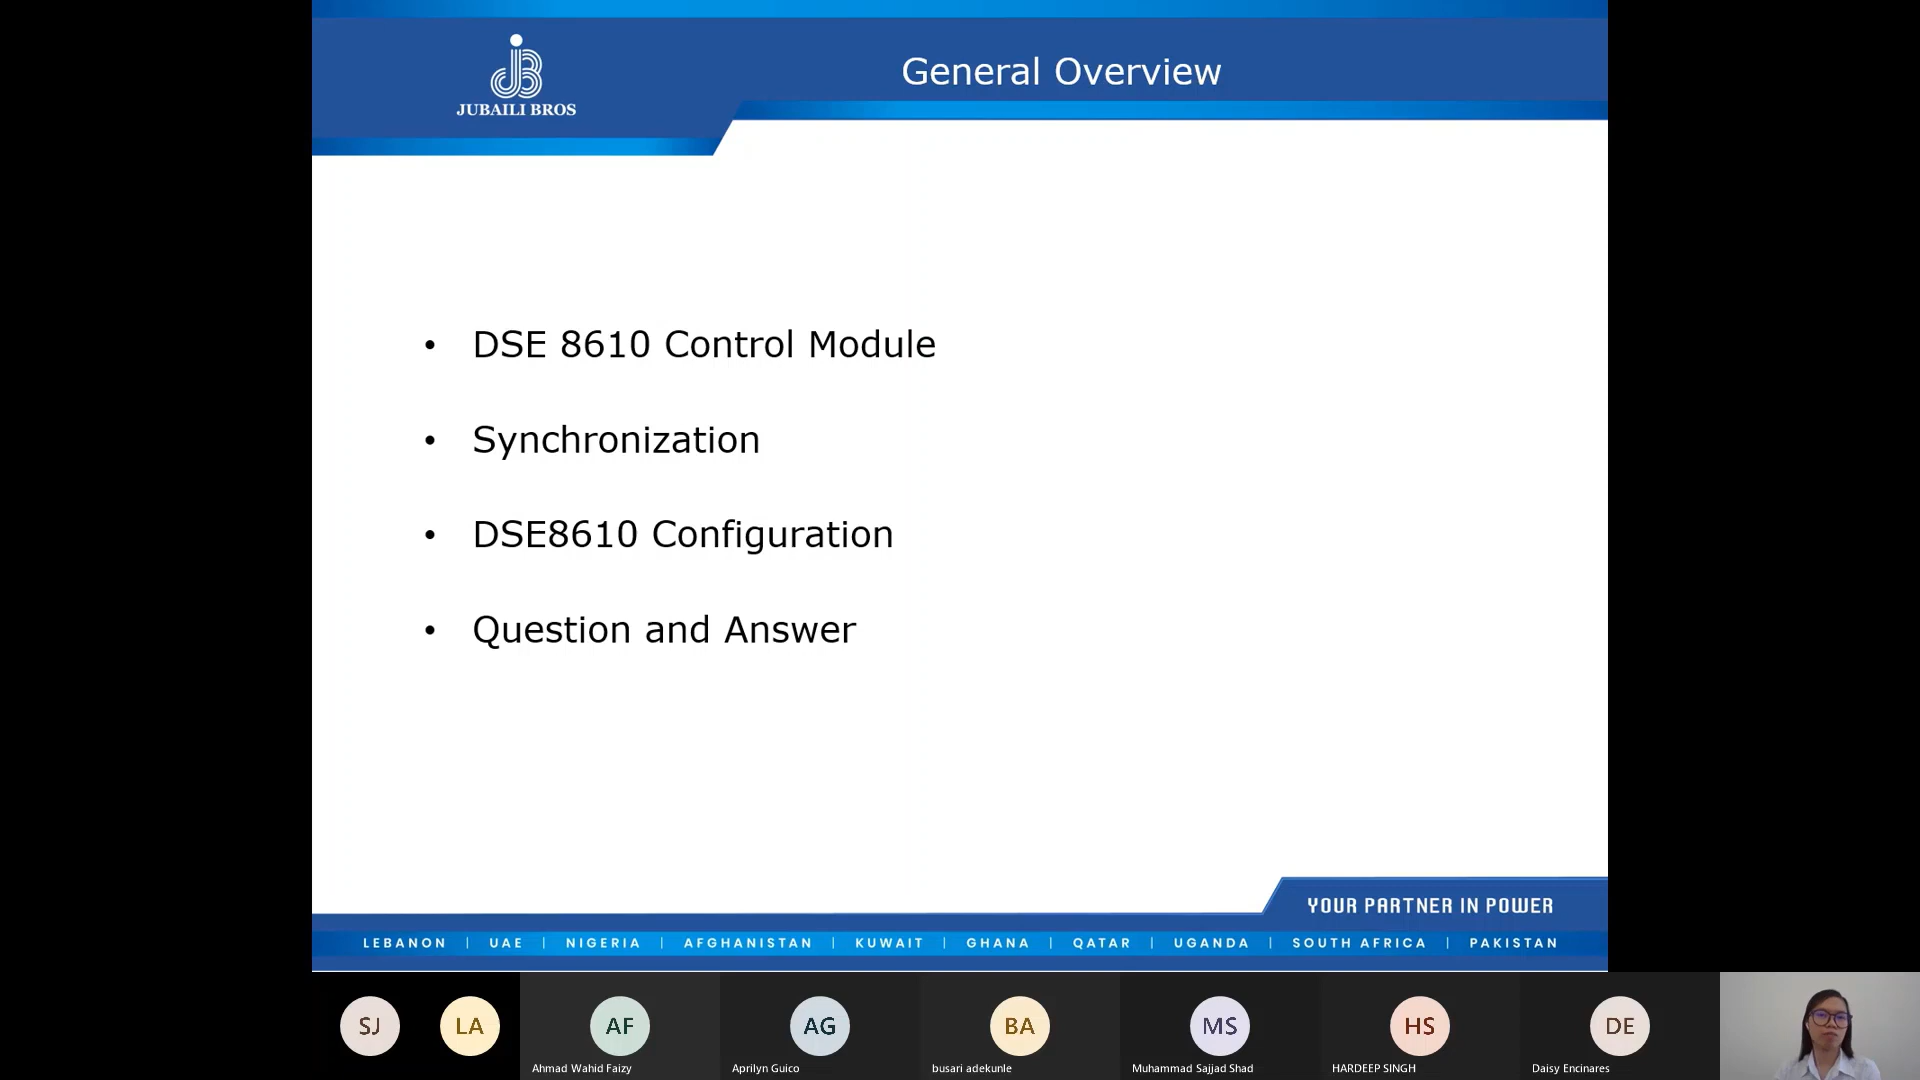 JUBAILI BROS
General Overview
• DSE 8610 Control Module
• Synchronization
• DSE8610 Configuration
• Question and Answer
YOUR PARTNER IN POWER
LEBANON | UAE | NIGERIA | AFGHANISTAN | KUWAIT | GHANA | QATAR | UGANDA | SOUTH AFRICA | PAKISTAN
SJ LA AF AG BA MS HS DE
Ahmad Wahid Faizy Aprilyn Guico busari adekunle Muhammad Sajjad Shad HARDEEP SINGH Daisy Encinares